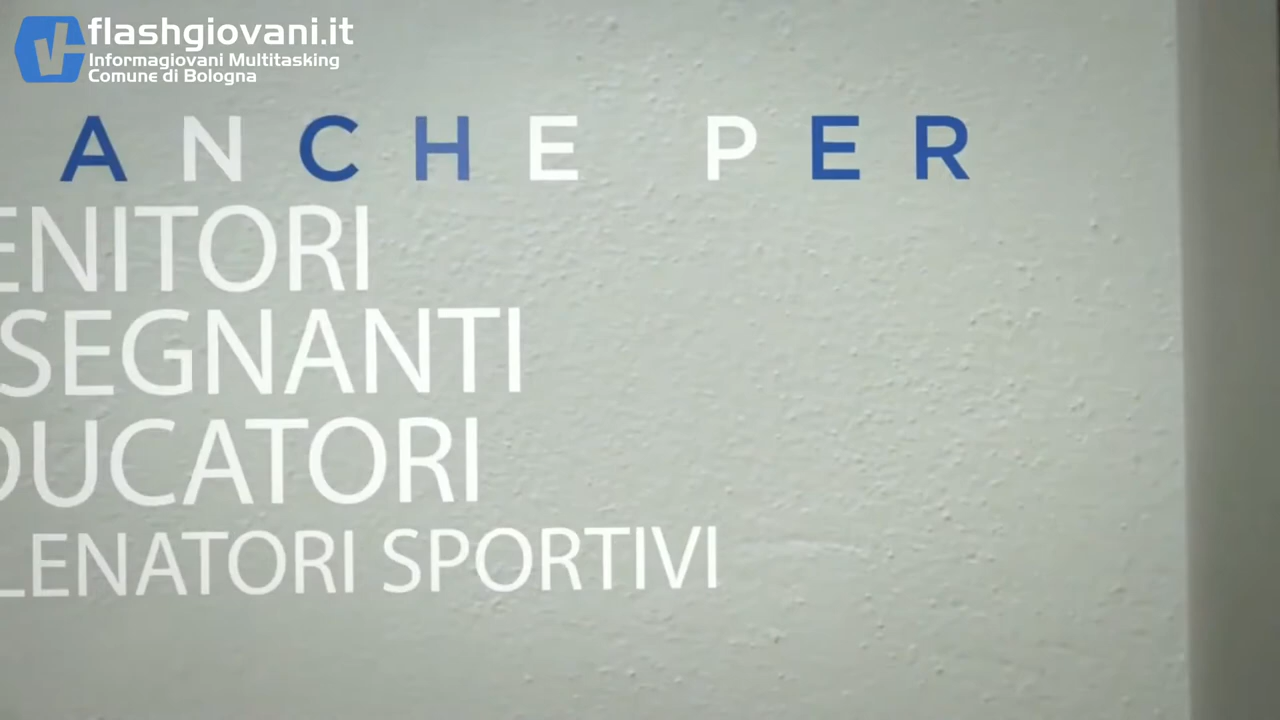 flashgiovani.it
Informagiovani Multitasking
Comune di Bologna
ANCHE PER
ENITORI
SEGNANTI
DUCATORI
LENATORI SPORTIVI